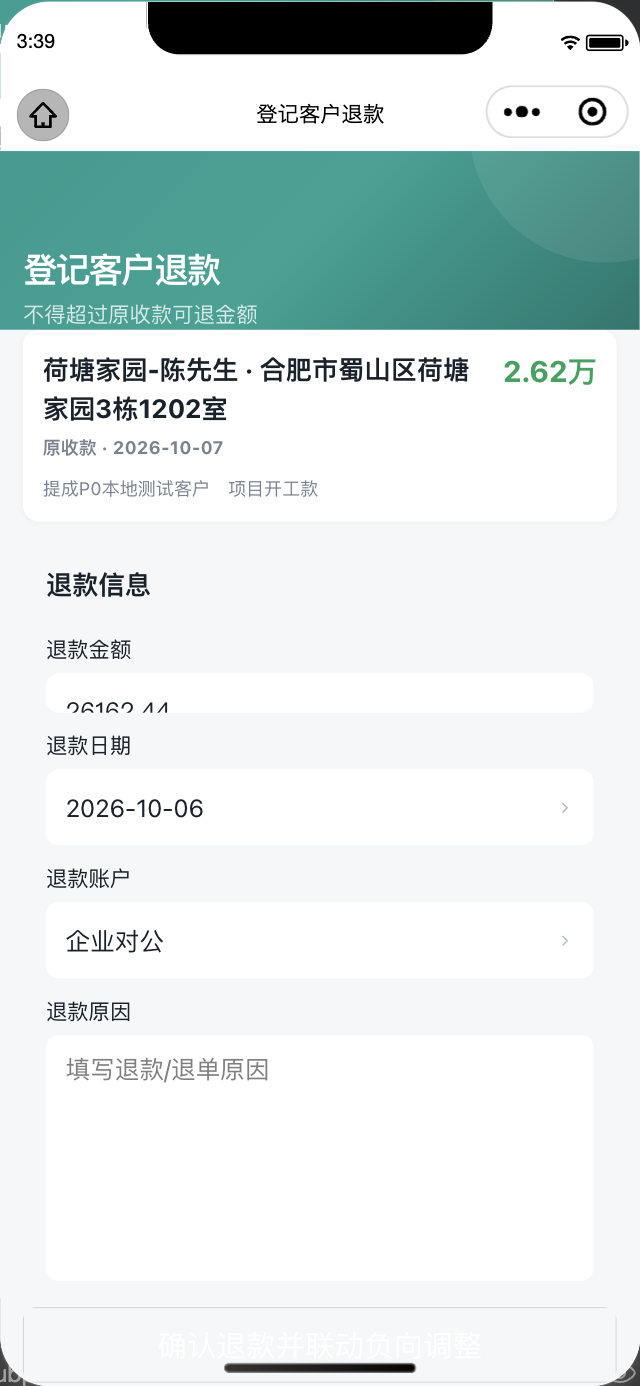 3:39
登记客户退款
登记客户退款
不得超过原收款可退金额
荷塘家园-陈先生 · 合肥市蜀山区荷塘
2.62万
家园3栋1202室
原收款 · 2026-10-07
提成P0本地测试客户 项目开工款
退款信息
退款金额
26162.44
退款日期
2026-10-06
退款账户
企业对公
退款原因
填写退款/退单原因
确认退款并联动负向调整